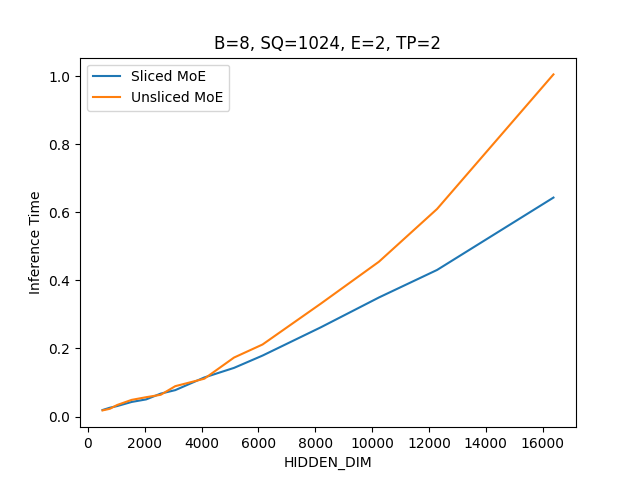 B=8, SQ=1024, E=2, TP=2
Sliced MoE
Unsliced MoE
Inference Time
1.0
0.8
0.6
0.4
0.2
0.0
0 2000 4000 6000 8000 10000 12000 14000 16000
HIDDEN_DIM